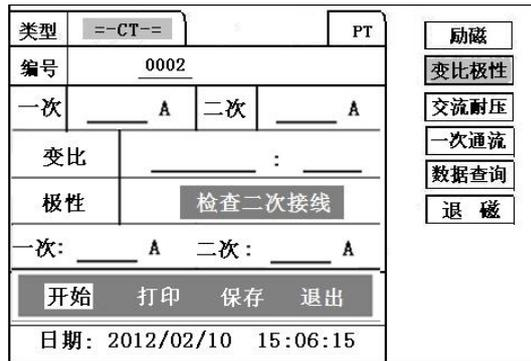 类型 =-CT-= PT
编号 0002
一次 A 二次 A
变比 :
极性 检查二次接线
一次: A 二次: A
开始 打印 保存 退出
日期: 2012/02/10 15:06:15
励磁
变比极性
交流耐压
一次通流
数据查询
退 磁